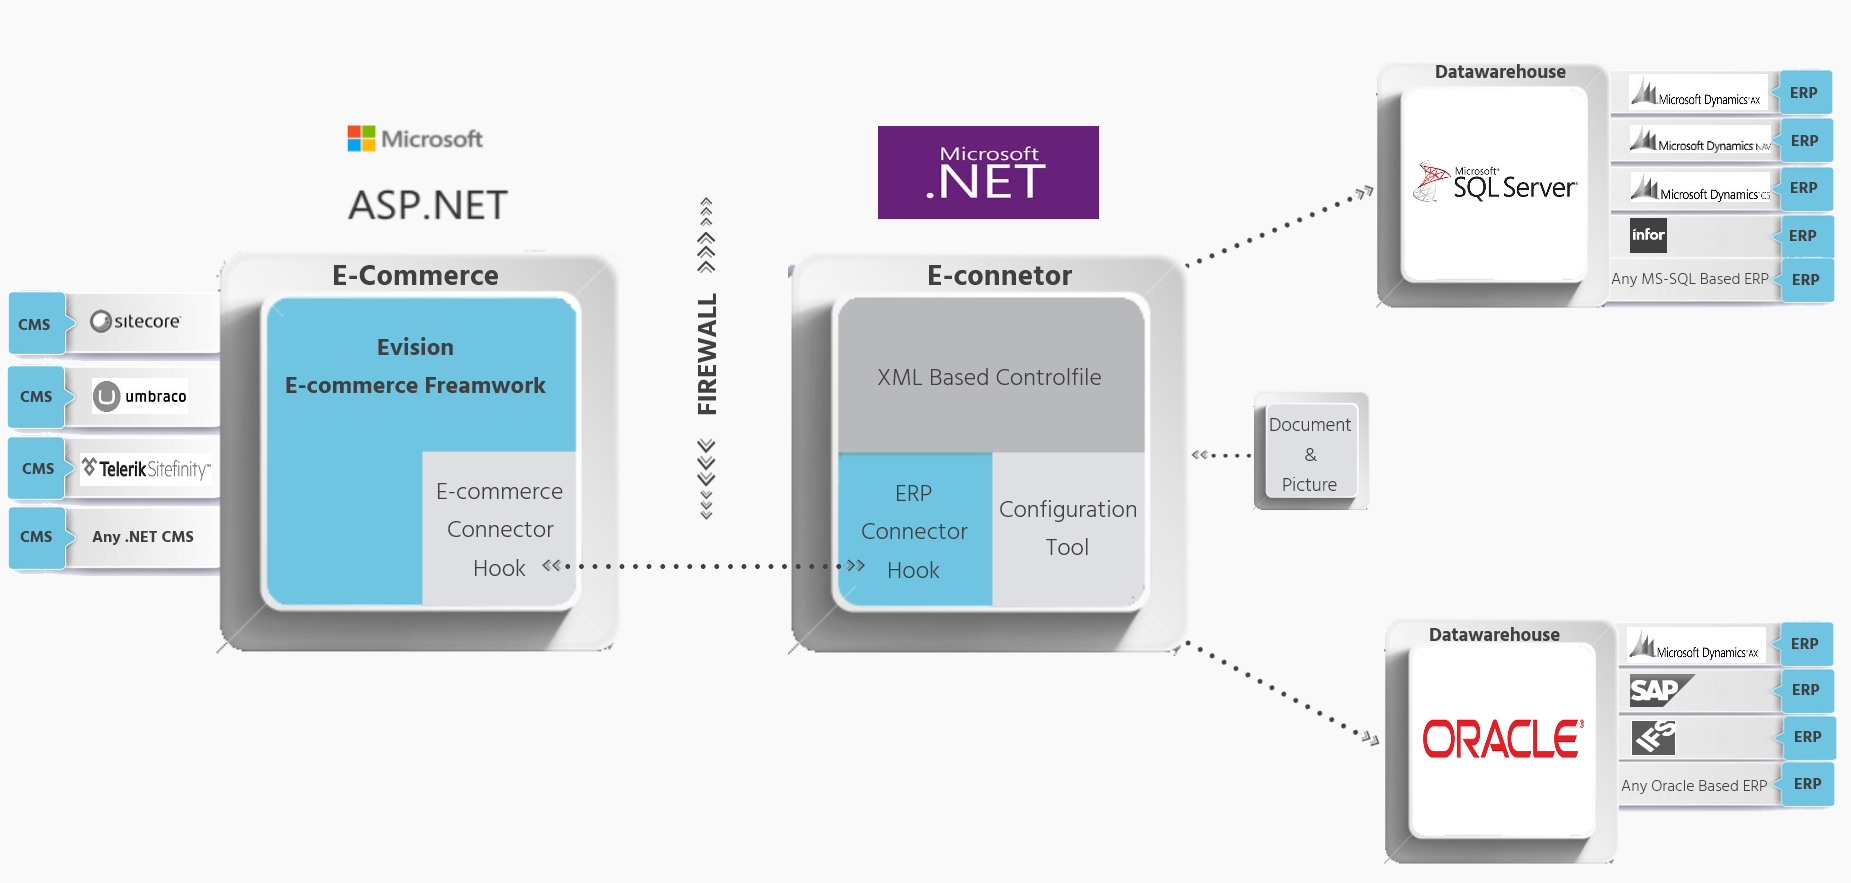 Microsoft
ASP.NET
E-Commerce
Evision
E-commerce Freamwork
E-commerce
Connector
Hook
CMS
sitecore
CMS
umbraco
CMS
Telerik Sitefinity™
CMS
Any .NET CMS
FIREWALL
Microsoft
.NET
E-connetor
XML Based Controlfile
ERP
Connector
Hook
Configuration
Tool
Document
&
Picture
Datawarehouse
Microsoft®
SQL Server®
Microsoft Dynamics AX
ERP
Microsoft Dynamics NAV
ERP
Microsoft Dynamics C5
ERP
infor
ERP
Any MS-SQL Based ERP
ERP
Datawarehouse
ORACLE®
Microsoft Dynamics AX
ERP
SAP
ERP
IFS
ERP
Any Oracle Based ERP
ERP